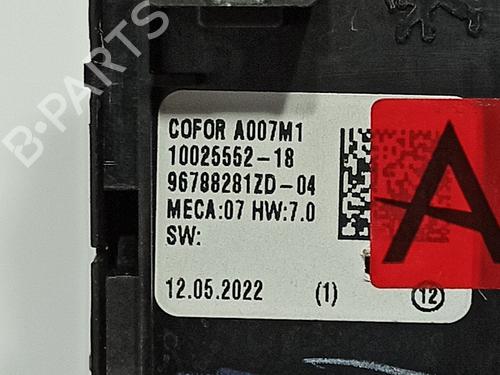 B-PARTS
COFOR A007M1
10025552-18
96788281ZD-04
MECA:07 HW:7.0
SW:
12.05.2022 (1) 12
A